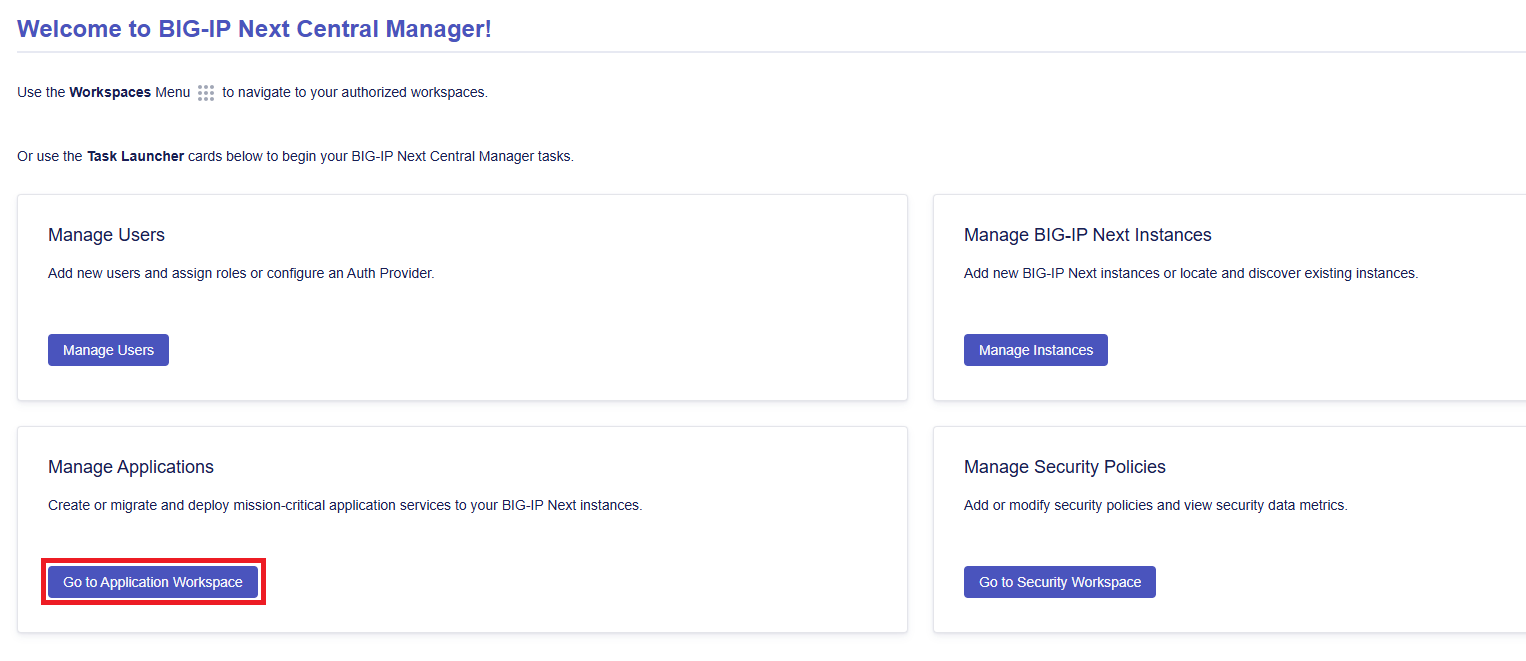 Welcome to BIG-IP Next Central Manager!
Use the Workspaces Menu to navigate to your authorized workspaces.
Or use the Task Launcher cards below to begin your BIG-IP Next Central Manager tasks.
Manage Users
Add new users and assign roles or configure an Auth Provider.
Manage Users
Manage BIG-IP Next Instances
Add new BIG-IP Next instances or locate and discover existing instances.
Manage Instances
Manage Applications
Create or migrate and deploy mission-critical application services to your BIG-IP Next instances.
Go to Application Workspace
Manage Security Policies
Add or modify security policies and view security data metrics.
Go to Security Workspace